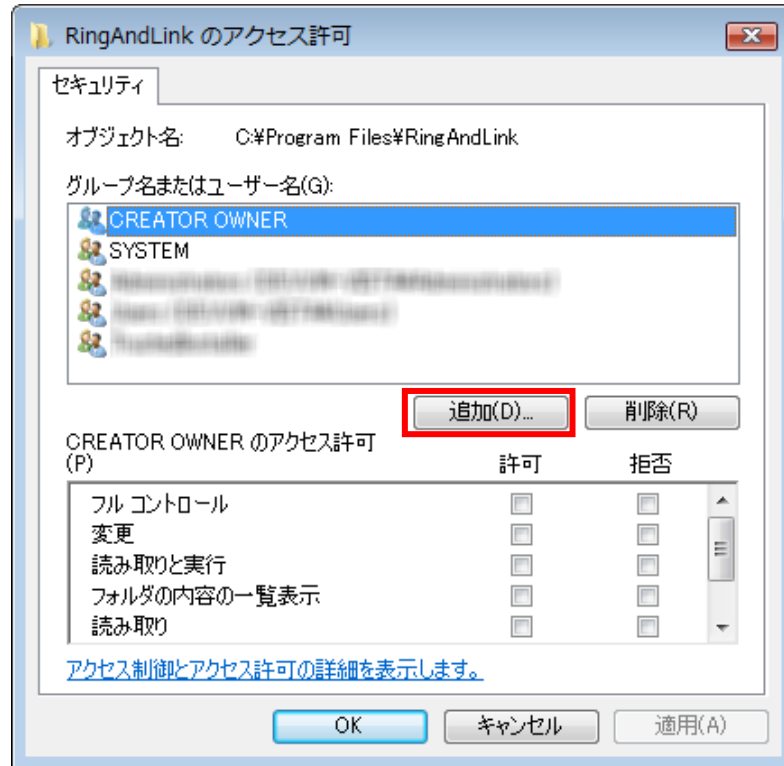 RingAndLink のアクセス許可
セキュリティ
オブジェクト名: C:¥Program Files¥RingAndLink
グループ名またはユーザー名(G):
CREATOR OWNER
SYSTEM
追加(D)... 削除(R)
CREATOR OWNER のアクセス許可
(P) 許可 拒否
フル コントロール
変更
読み取りと実行
フォルダの内容の一覧表示
読み取り
アクセス制御とアクセス許可の詳細を表示します。
OK キャンセル 適用(A)